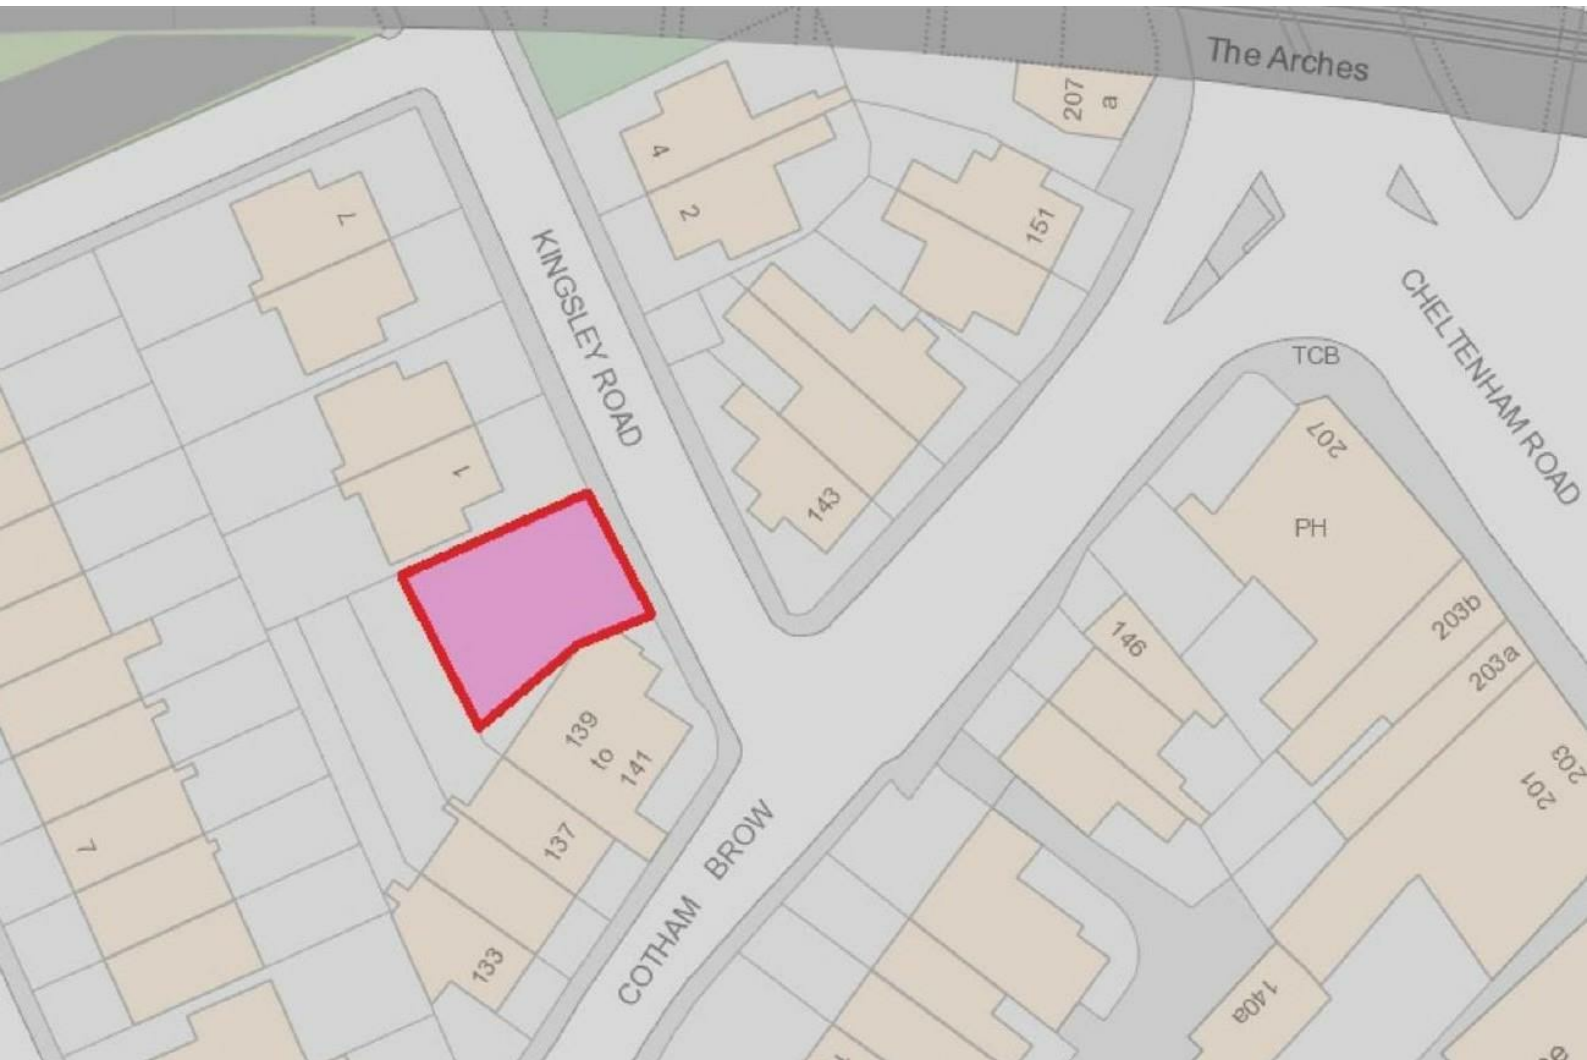 The Arches
207
a
4
2
7
151
KINGSLEY ROAD
CHELTENHAM ROAD
TCB
207
1
143
PH
203b
146
203a
139
to
141
203
201
137
7
COTHAM BROW
133
140a